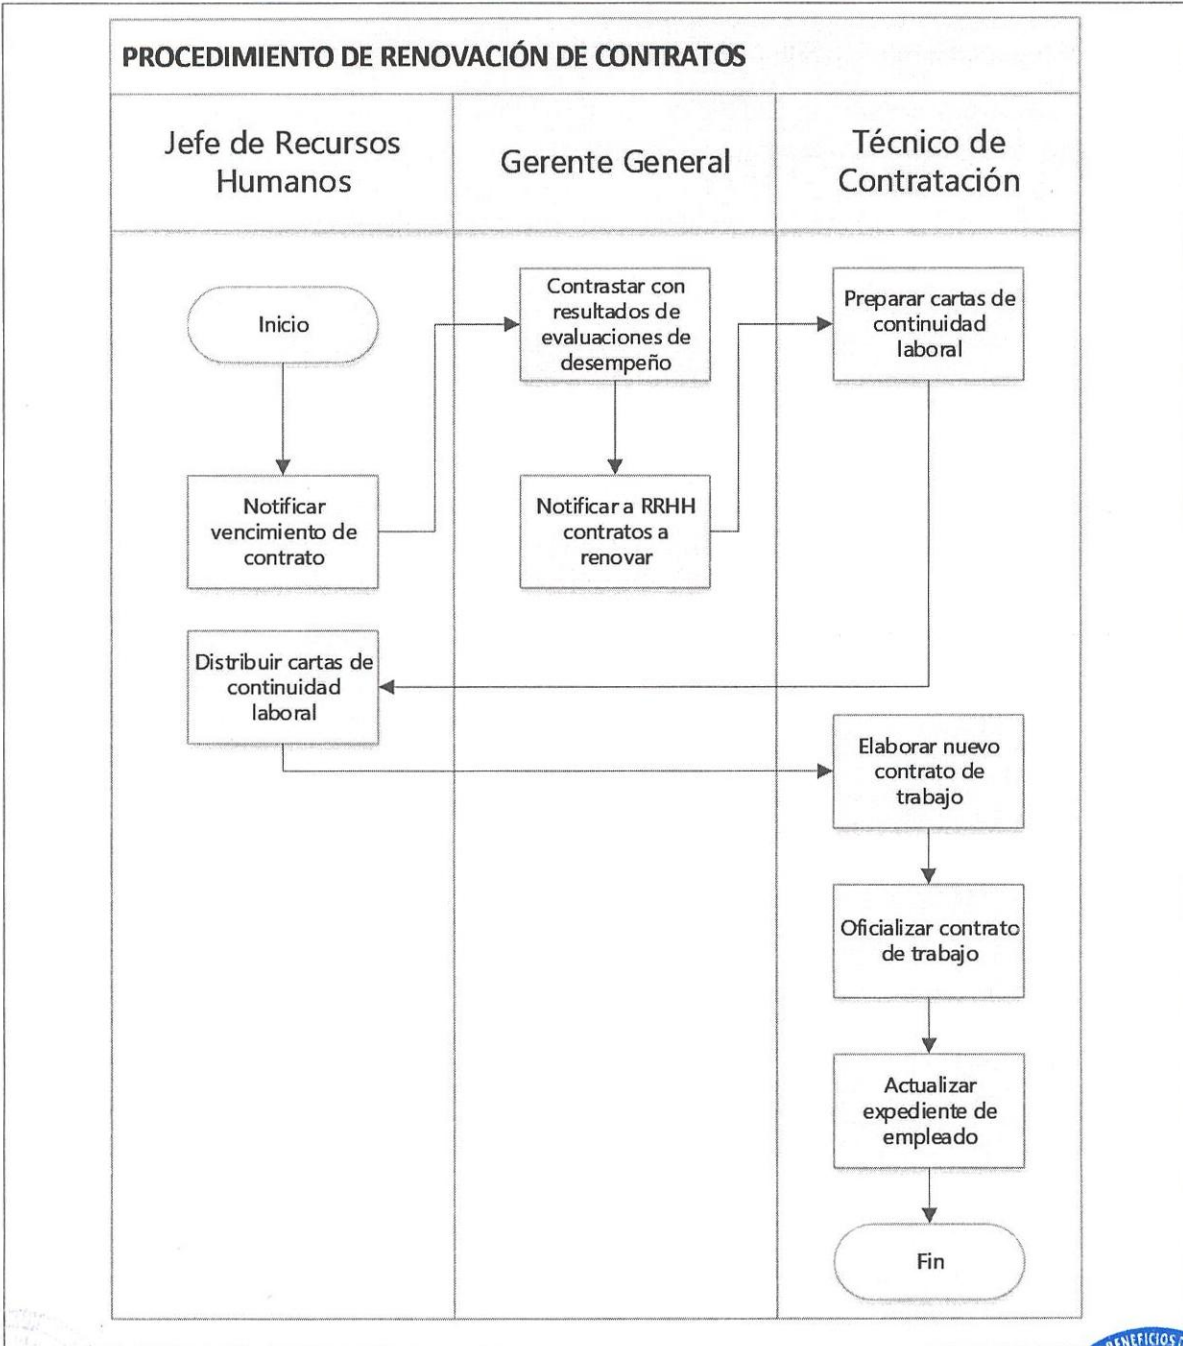 PROCEDIMIENTO DE RENOVACIÓN DE CONTRATOS
Jefe de Recursos
Humanos
Gerente General
Técnico de
Contratación
Inicio
Contrastar con
resultados de
evaluaciones de
desempeño
Preparar cartas de
continuidad
laboral
Notificar
vencimiento de
contrato
Notificar a RRHH
contratos a
renovar
Distribuir cartas de
continuidad
laboral
Elaborar nuevo
contrato de
trabajo
Oficializar contrato
de trabajo
Actualizar
expediente de
empleado
Fin
BENEFICIOS